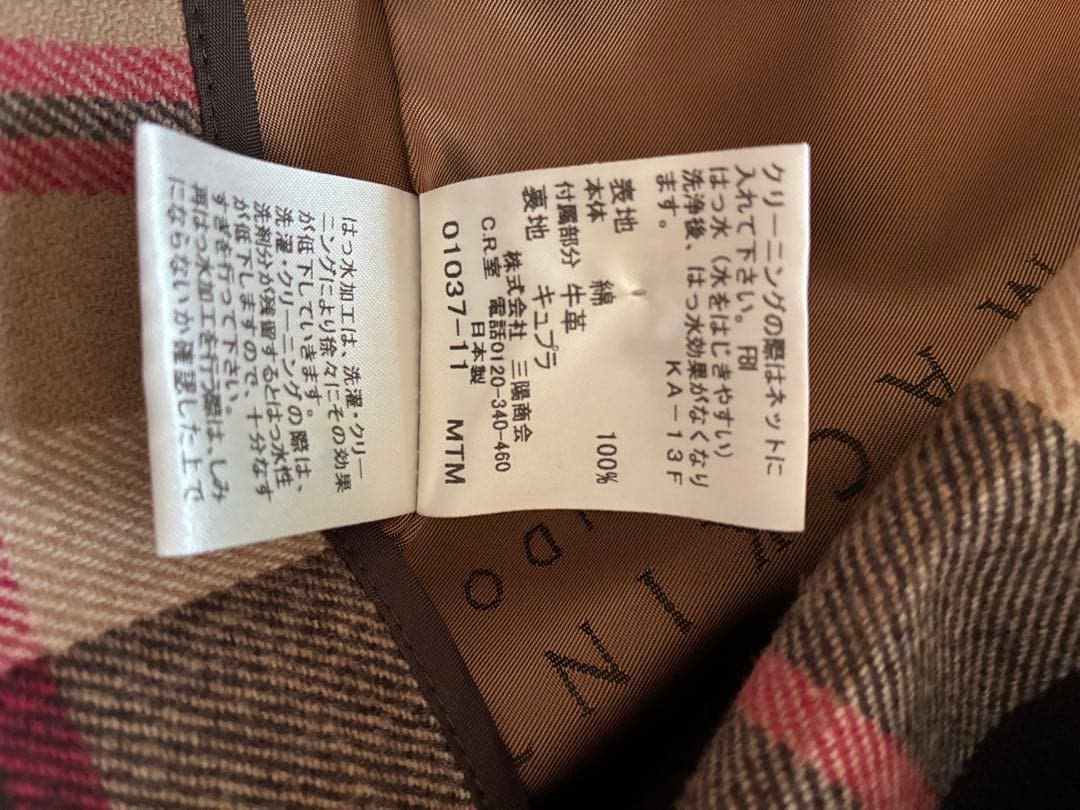 クリーニングの際はネットに
入れて下さい。 F8I
はっ水(水をはじきやすい)
洗浄後、はっ水効果がなくなり
ます。 KA-13F
表地
本体 綿 100%
付属部分 牛革
裏地 キュプラ
株式会社 三陽商会
C.R室 電話0120-340-460
日本製
01037-11 MTM
はっ水加工は、洗濯・クリー
ニングにより徐々にその効果
が低下していきます。
洗濯・クリーニングの際は、
洗剤分が残留するとはっ水性
が低下しますので、十分なす
すぎを行って下さい。
再はっ水加工を行う際は、しみ
にならないか確認した上で